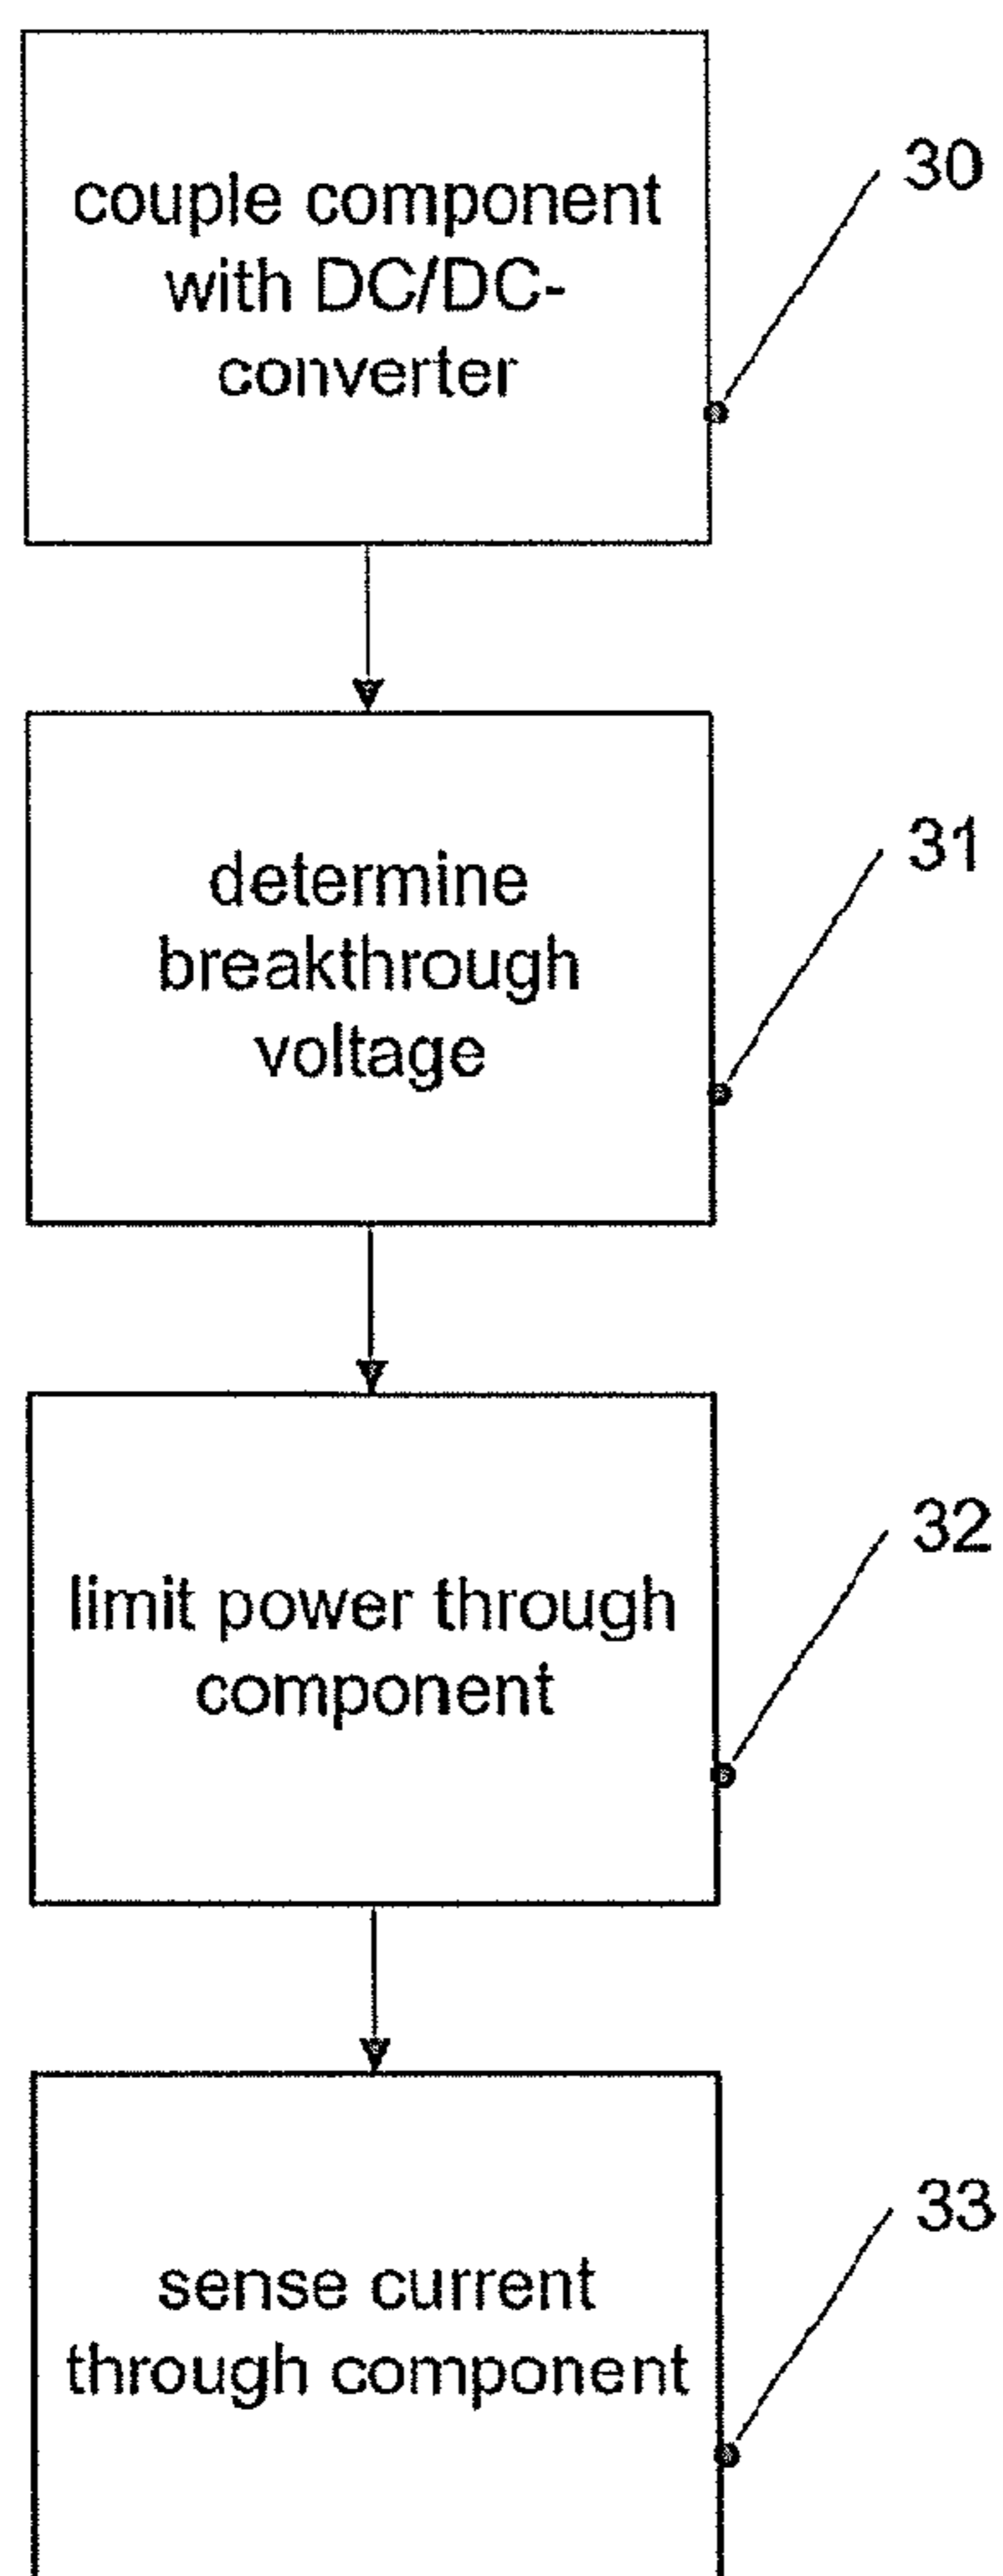 couple component
with DC/DC-
converter
30
determine
breakthrough
voltage
31
limit power through
component
32
sense current
through component
33